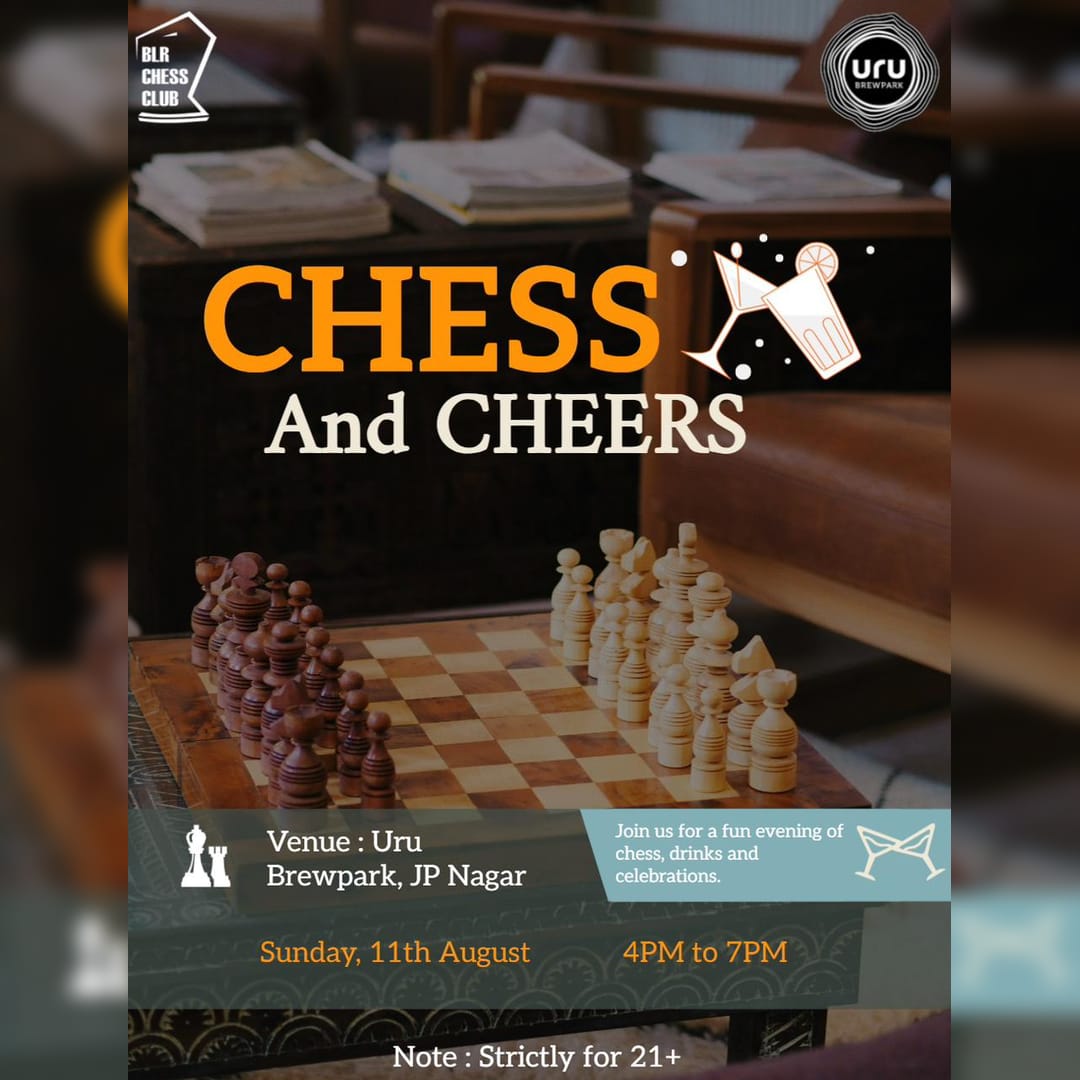 BLR
CHESS
CLUB
uru
BREWPARK
CHESS
And CHEERS
Venue : Uru
Brewpark, JP Nagar
Join us for a fun evening of
chess, drinks and
celebrations.
Sunday, 11th August
4PM to 7PM
Note : Strictly for 21+